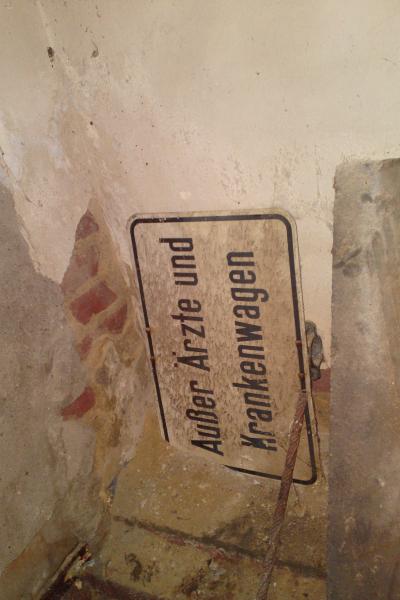 Außer Ärzte und
Krankenwagen